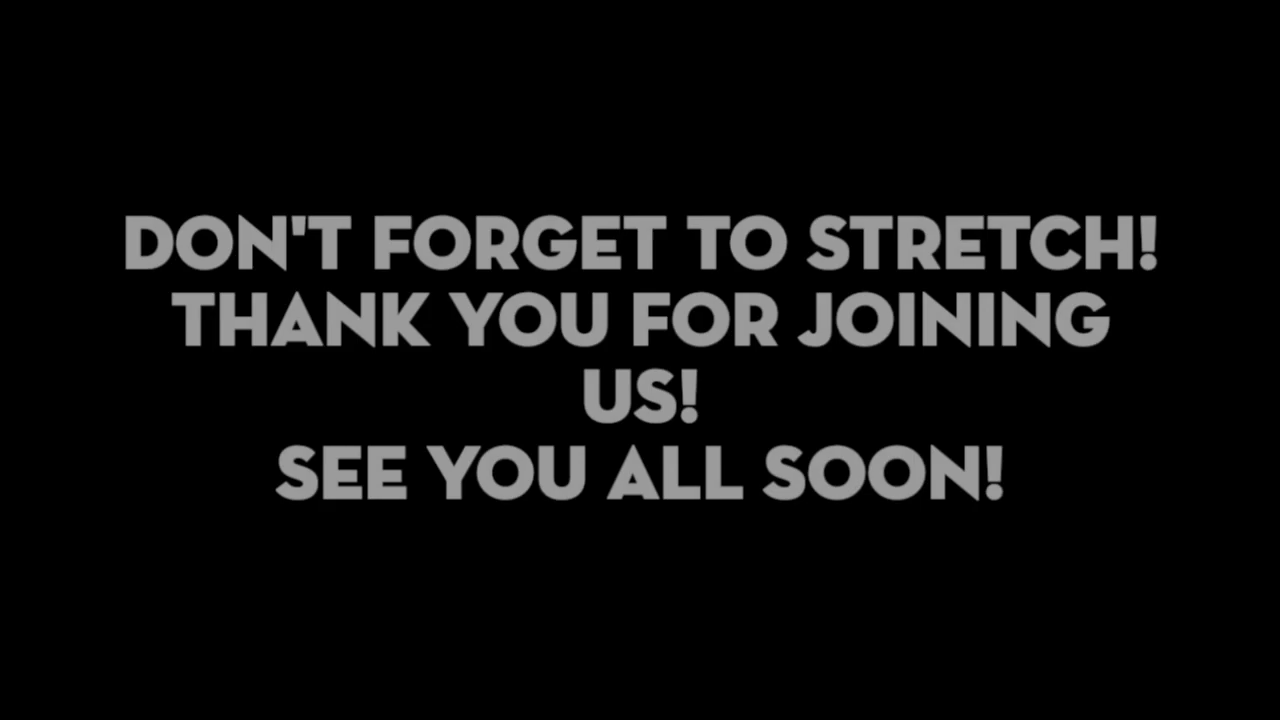 DON'T FORGET TO STRETCH!
THANK YOU FOR JOINING
US!
SEE YOU ALL SOON!